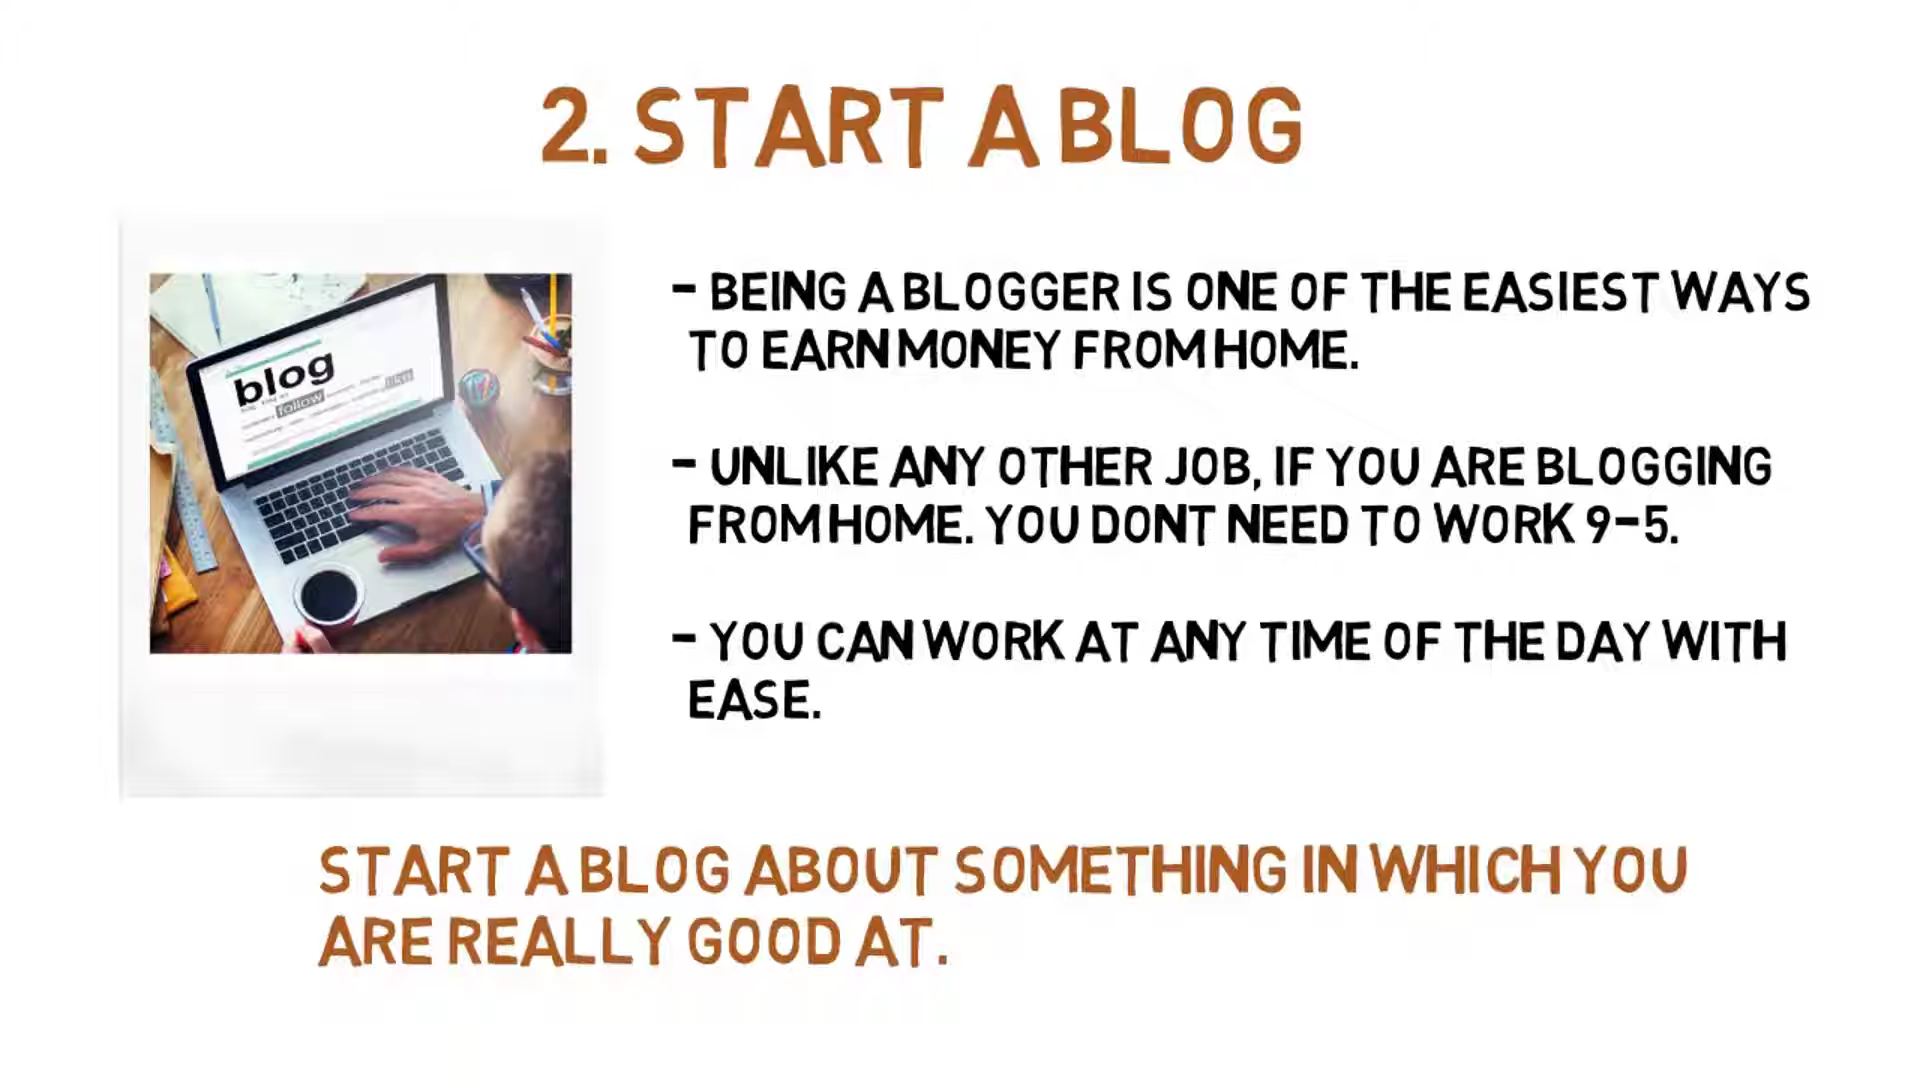 2. START A BLOG
blog
follow
- BEING A BLOGGER IS ONE OF THE EASIEST WAYS
TO EARN MONEY FROM HOME.
- UNLIKE ANY OTHER JOB, IF YOU ARE BLOGGING
FROM HOME. YOU DONT NEED TO WORK 9-5.
- YOU CAN WORK AT ANY TIME OF THE DAY WITH
EASE.
START A BLOG ABOUT SOMETHING IN WHICH YOU
ARE REALLY GOOD AT.